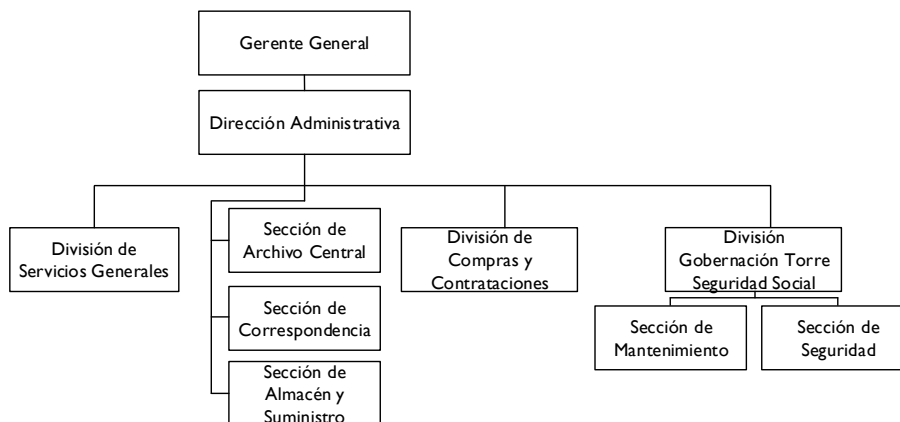 Gerente General
Dirección Administrativa
División de
Servicios Generales
Sección de
Archivo Central
Sección de
Correspondencia
Sección de
Almacén y
Suministro
División de
Compras y
Contrataciones
División
Gobernación Torre
Seguridad Social
Sección de
Mantenimiento
Sección de
Seguridad